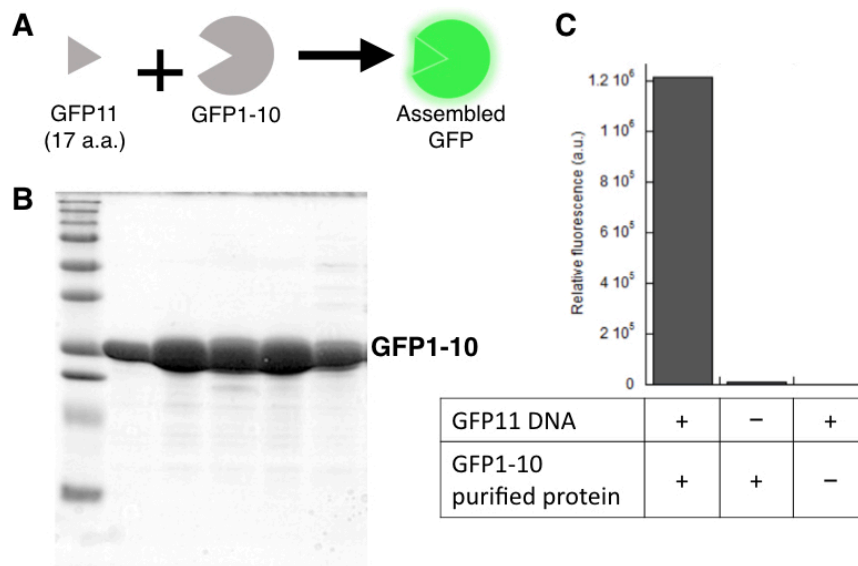 A
GFP11
(17 a.a.)
+
GFP1-10
Assembled
GFP
B
GFP1-10
C
Relative fluorescence (a.u.)
1.2 10⁶
1 10⁶
8 10⁵
6 10⁵
4 10⁵
2 10⁵
0
GFP11 DNA + − +
GFP1-10
purified protein + + −